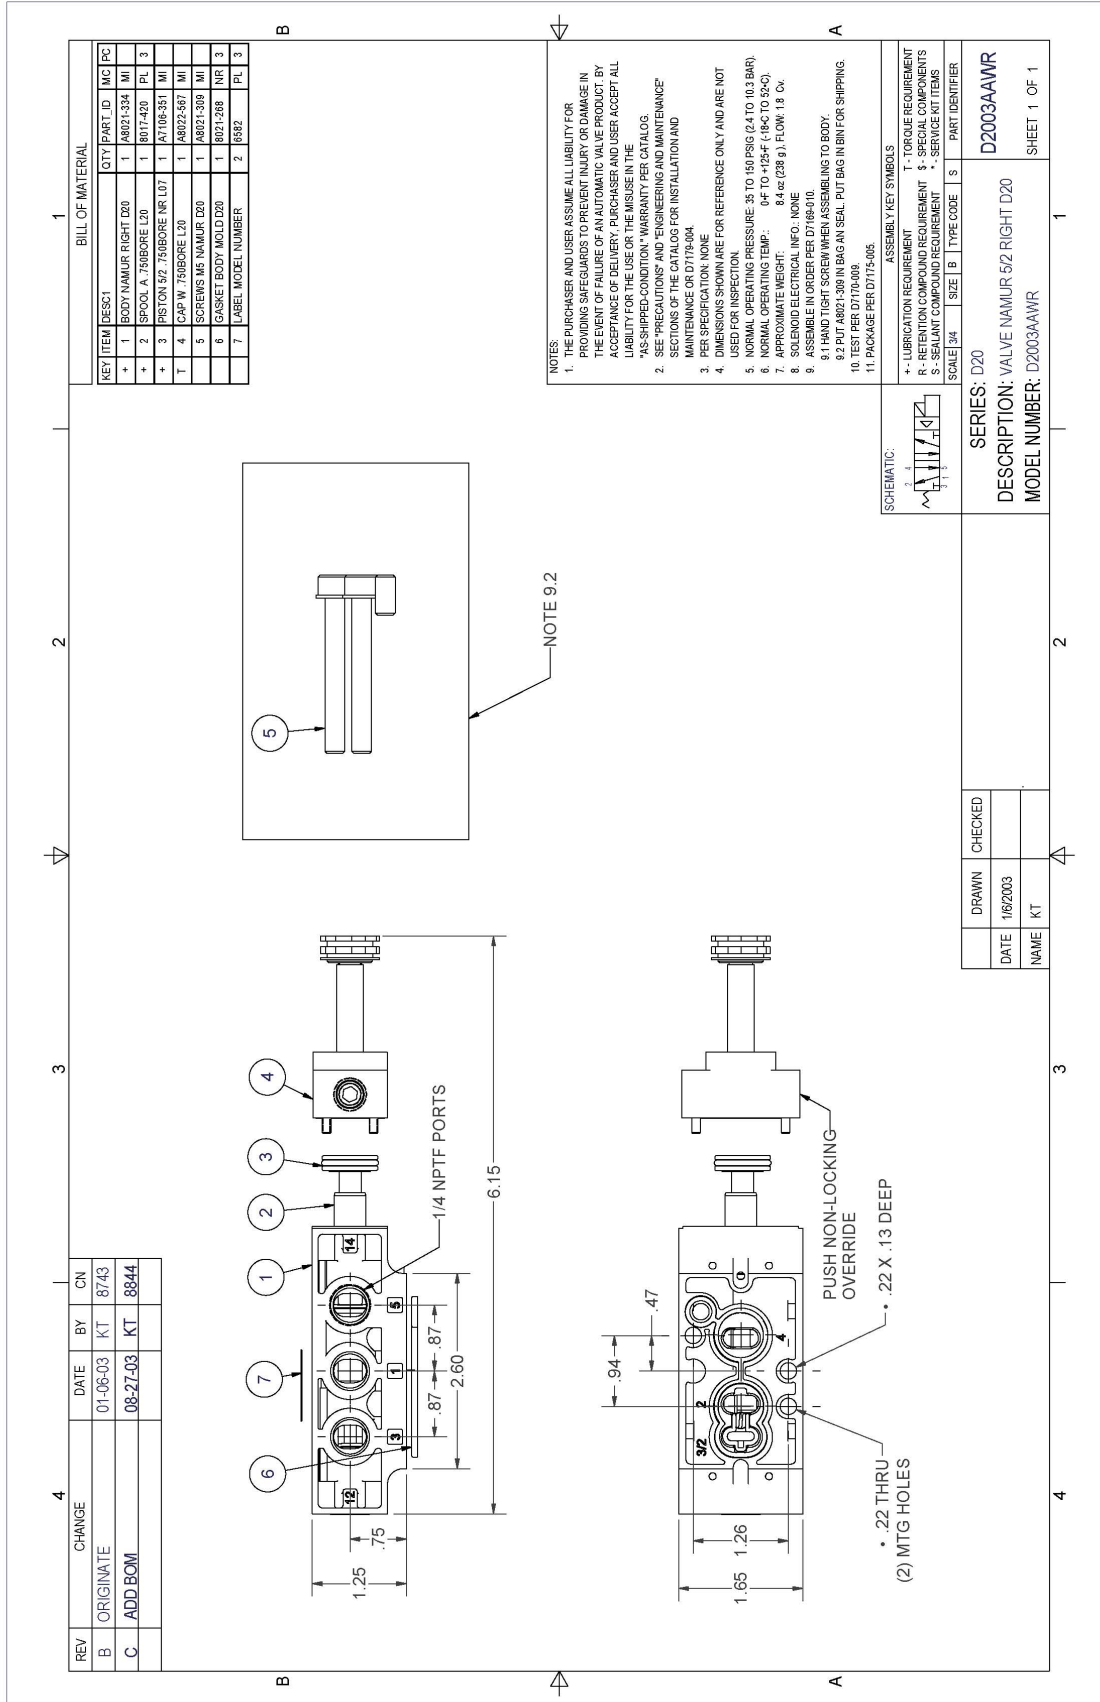 REV CHANGE DATE BY CN
B ORIGINATE 01-06-03 KT 8743
C ADD BOM 08-27-03 KT 8844
4
3
2
1
B
A
BILL OF MATERIAL
KEY ITEM DESC1 QTY PART_ID MC PC
+ 1 BODY NAMUR RIGHT D20 1 A8021-334 MI
+ 2 SPOOL A .750BORE L20 1 8017-420 PL 3
+ 3 PISTON 5/2 .750BORE NR L07 1 A7106-351 MI
T 4 CAP W .750BORE L20 1 A8022-567 MI
5 SCREWS M5 NAMUR D20 1 A8021-309 MI
6 GASKET BODY MOLD D20 1 8021-268 NR 3
7 LABEL MODEL NUMBER 2 6582 PL 3
6
7
1
2
3
4
5
12
3
1
5
14
1/4 NPTF PORTS
.87
.87
2.60
6.15
.75
1.25
NOTE 9.2
.94
.47
3/2
2
4
1.26
1.65
PUSH NON-LOCKING
OVERRIDE
• .22 X .13 DEEP
• .22 THRU
(2) MTG HOLES
NOTES:
1. THE PURCHASER AND USER ASSUME ALL LIABILITY FOR
PROVIDING SAFEGUARDS TO PREVENT INJURY OR DAMAGE IN
THE EVENT OF FAILURE OF AN AUTOMATIC VALVE PRODUCT. BY
ACCEPTANCE OF DELIVERY, PURCHASER AND USER ACCEPT ALL
LIABILITY FOR THE USE OR THE MISUSE IN THE
"AS-SHIPPED-CONDITION." WARRANTY PER CATALOG.
2. SEE "PRECAUTIONS" AND "ENGINEERING AND MAINTENANCE"
SECTIONS OF THE CATALOG FOR INSTALLATION AND
MAINTENANCE OR D7179-004.
3. PER SPECIFICATION: NONE
4. DIMENSIONS SHOWN ARE FOR REFERENCE ONLY AND ARE NOT
USED FOR INSPECTION.
5. NORMAL OPERATING PRESSURE: 35 TO 150 PSIG (2.4 TO 10.3 BAR).
6. NORMAL OPERATING TEMP.: 0•F TO +125•F (-18•C TO 52•C).
7. APPROXIMATE WEIGHT: 8.4 oz (238 g ). FLOW: 1.8 Cv.
8. SOLENOID ELECTRICAL INFO.: NONE
9. ASSEMBLE IN ORDER PER D7169-010.
9.1 HAND TIGHT SCREW WHEN ASSEMBLING TO BODY.
9.2 PUT A8021-309 IN BAG AN SEAL. PUT BAG IN BIN FOR SHIPPING.
10. TEST PER D7170-009.
11. PACKAGE PER D7175-005.
SCHEMATIC:
2 4
3 1 5
ASSEMBLY KEY SYMBOLS
+ - LUBRICATION REQUIREMENT T - TORQUE REQUIREMENT
R - RETENTION COMPOUND REQUIREMENT $ - SPECIAL COMPONENTS
S - SEALANT COMPOUND REQUIREMENT * - SERVICE KIT ITEMS
SCALE 3/4 SIZE B TYPE CODE S PART IDENTIFIER
SERIES: D20
DESCRIPTION: VALVE NAMUR 5/2 RIGHT D20
MODEL NUMBER: D2003AAWR
D2003AAWR
SHEET 1 OF 1
DRAWN CHECKED
DATE 1/6/2003
NAME KT
4
3
2
1
B
A